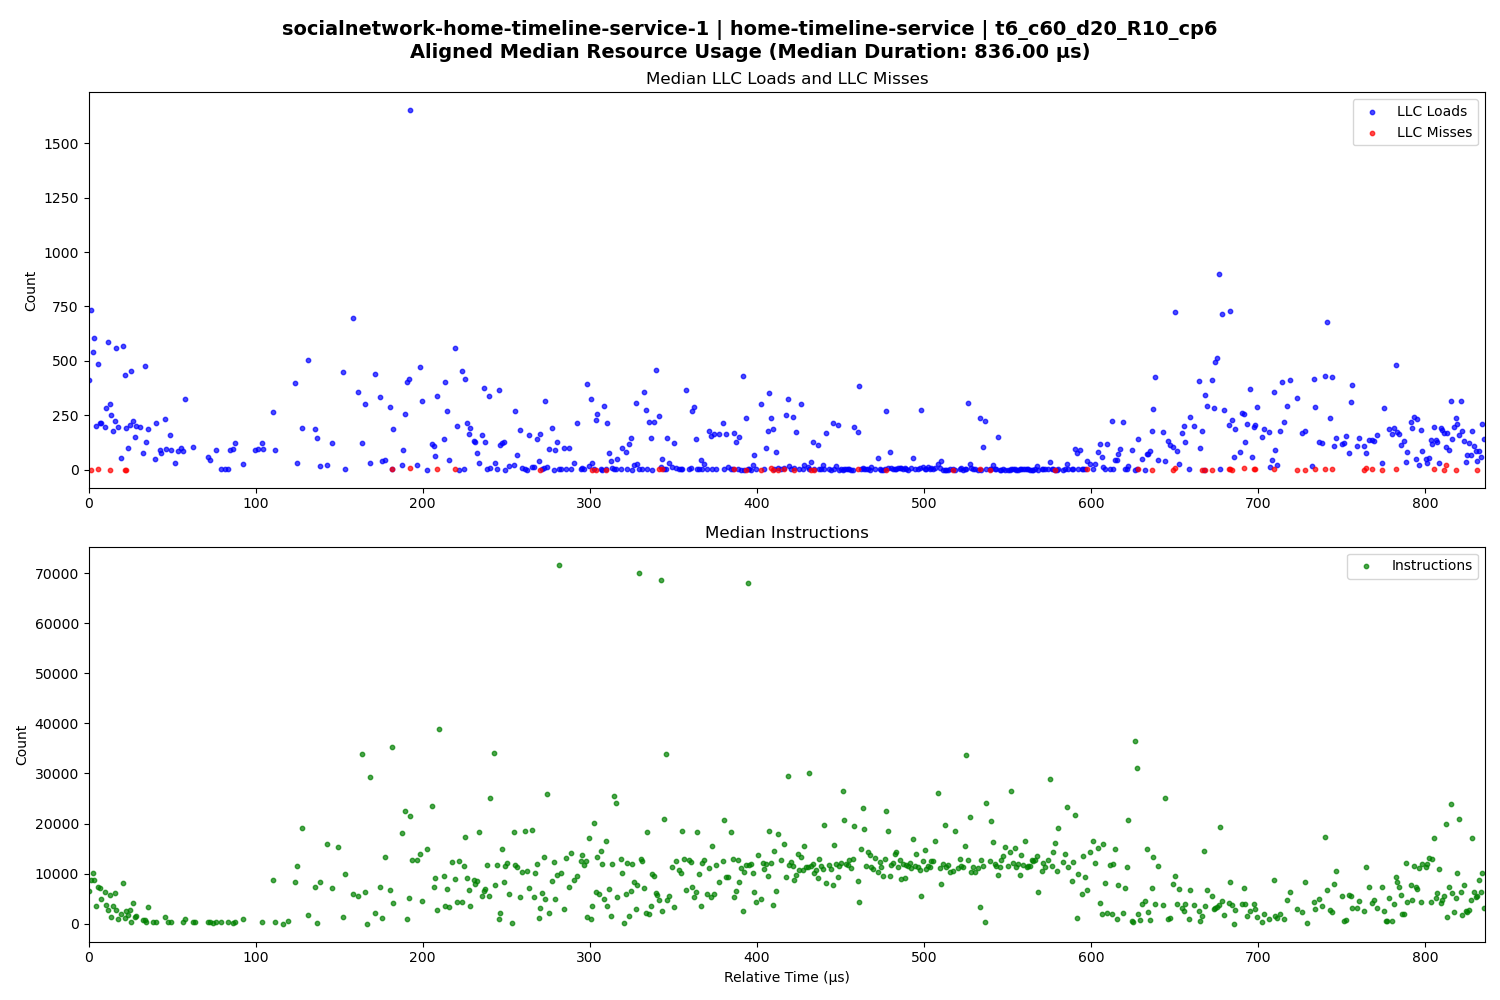 socialnetwork-home-timeline-service-1 | home-timeline-service | t6_c60_d20_R10_cp6
Aligned Median Resource Usage (Median Duration: 836.00 μs)
Median LLC Loads and LLC Misses
LLC Loads
LLC Misses
Count
1500
1250
1000
750
500
250
0
0 100 200 300 400 500 600 700 800
Median Instructions
Instructions
Count
70000
60000
50000
40000
30000
20000
10000
0
0 100 200 300 400 500 600 700 800
Relative Time (μs)